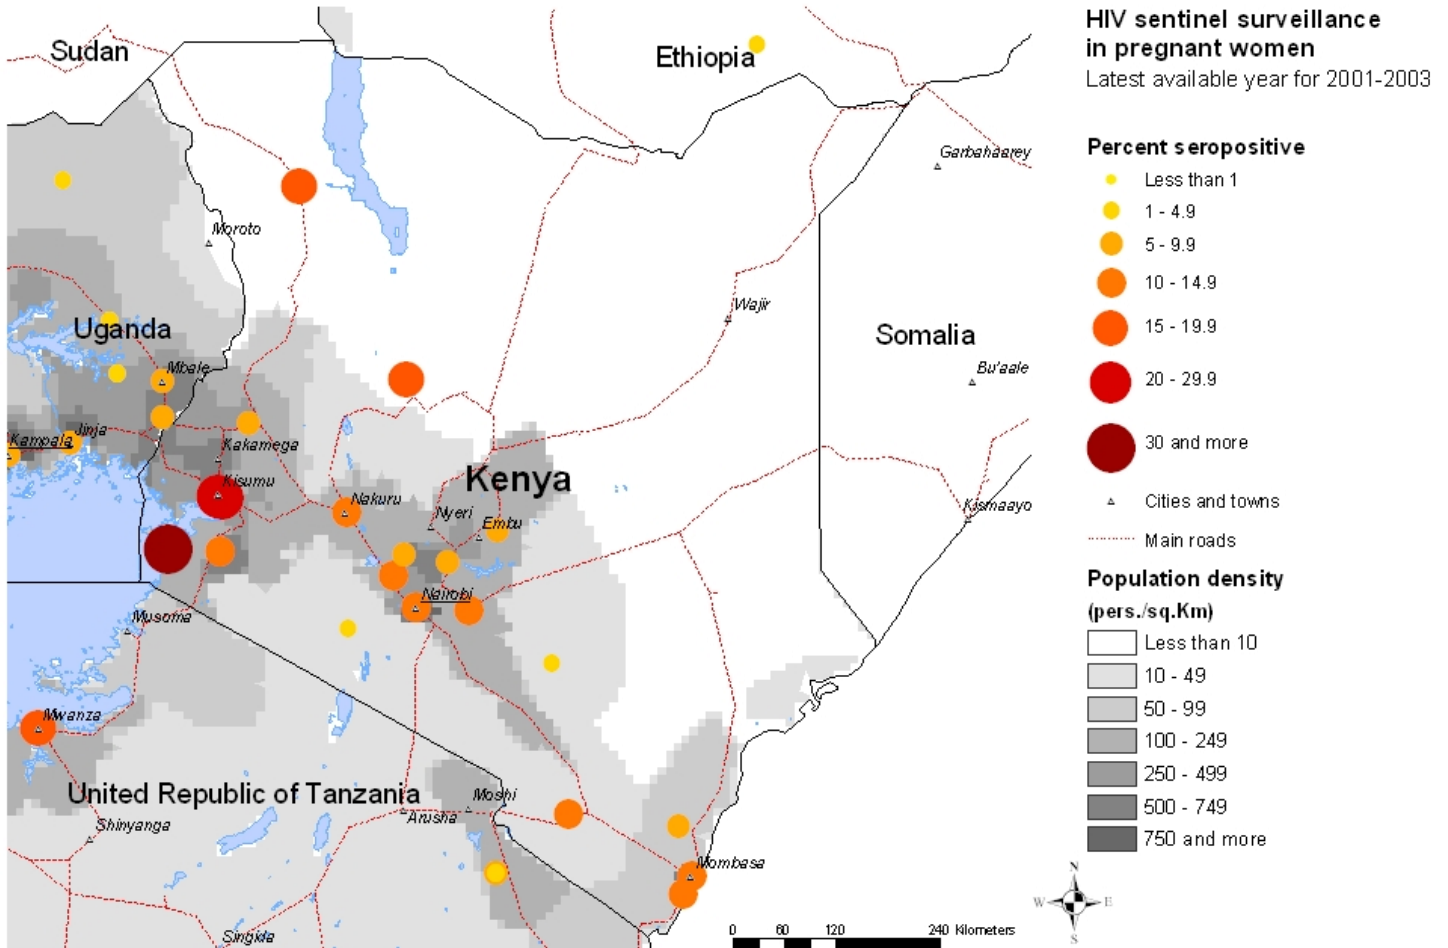 HIV sentinel surveillance
in pregnant women
Latest available year for 2001-2003
Percent seropositive
Less than 1
1 - 4.9
5 - 9.9
10 - 14.9
15 - 19.9
20 - 29.9
30 and more
Cities and towns
Main roads
Population density
(pers./sq.Km)
Less than 10
10 - 49
50 - 99
100 - 249
250 - 499
500 - 749
750 and more
Sudan
Ethiopia
Garbahaarey
Moroto
Wajir
Uganda
Somalia
Mbale
Bu'aale
Jinja
Kampala
Kakamega
Kenya
Kisumu
Nakuru
Nyeri
Embu
Kismaayo
Nairobi
Musoma
Mwanza
United Republic of Tanzania
Moshi
Arusha
Shinyanga
Mombasa
Singida
0 60 120 240 Kilometers
N
W E
S